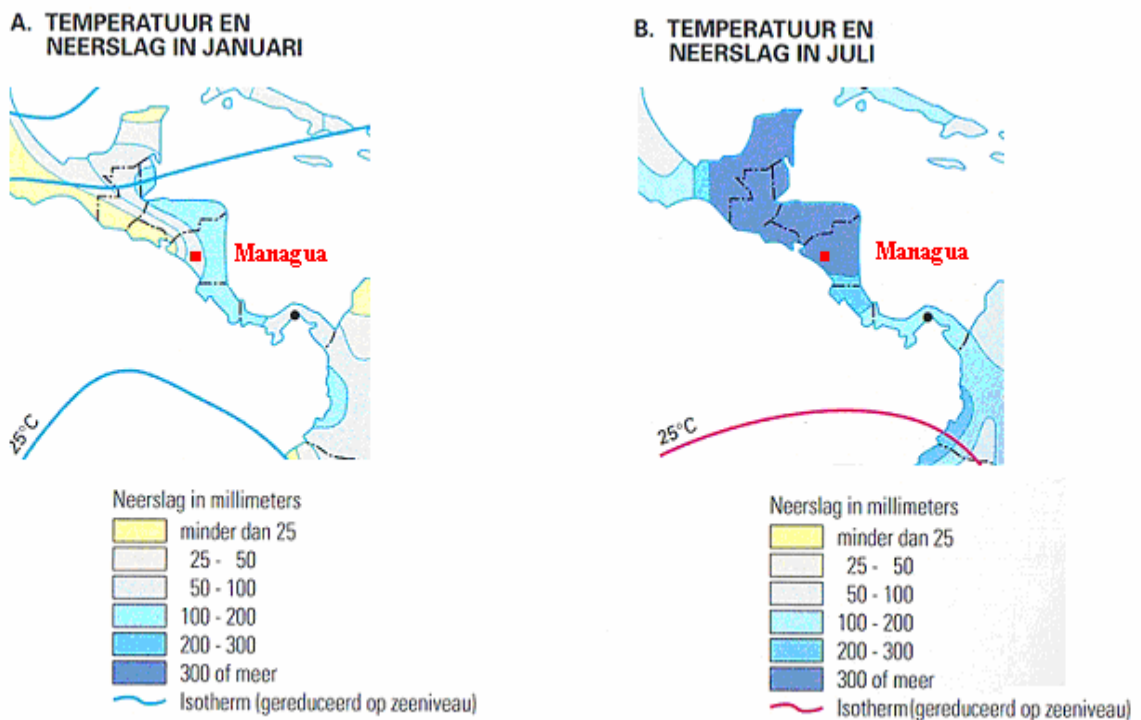 A. TEMPERATUUR EN
NEERSLAG IN JANUARI
Managua
25°C
Neerslag in millimeters
minder dan 25
25 - 50
50 - 100
100 - 200
200 - 300
300 of meer
Isotherm (gereduceerd op zeeniveau)
B. TEMPERATUUR EN
NEERSLAG IN JULI
Managua
25°C
Neerslag in millimeters
minder dan 25
25 - 50
50 - 100
100 - 200
200 - 300
300 of meer
Isotherm (gereduceerd op zeeniveau)